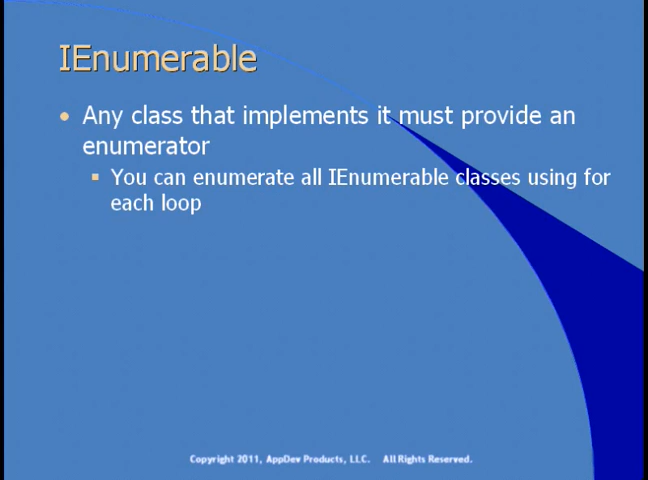 IEnumerable
• Any class that implements it must provide an
enumerator
▪ You can enumerate all IEnumerable classes using for
each loop
Copyright 2011, AppDev Products, LLC. All Rights Reserved.